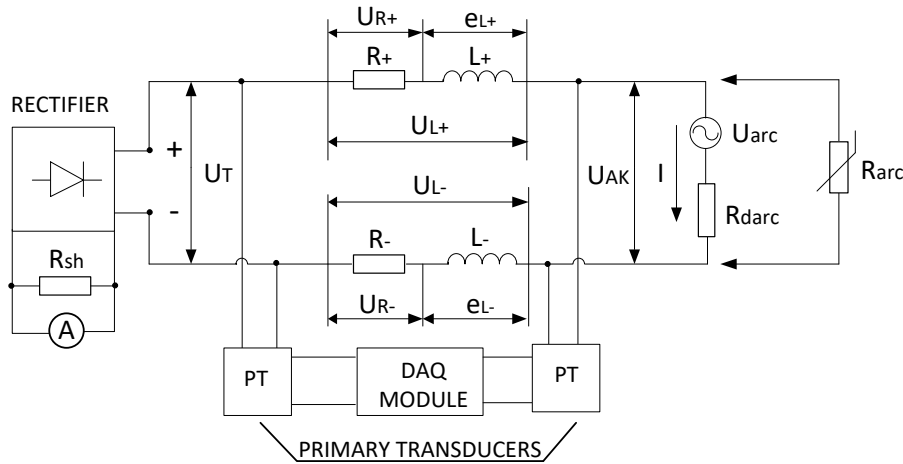 UR+
eL+
R+
L+
RECTIFIER
UL+
+
-
UT
UAK
I
Uarc
Rarc
Rdarc
UL-
R-
L-
Rsh
A
UR-
eL-
PT
DAQ
MODULE
PT
PRIMARY TRANSDUCERS